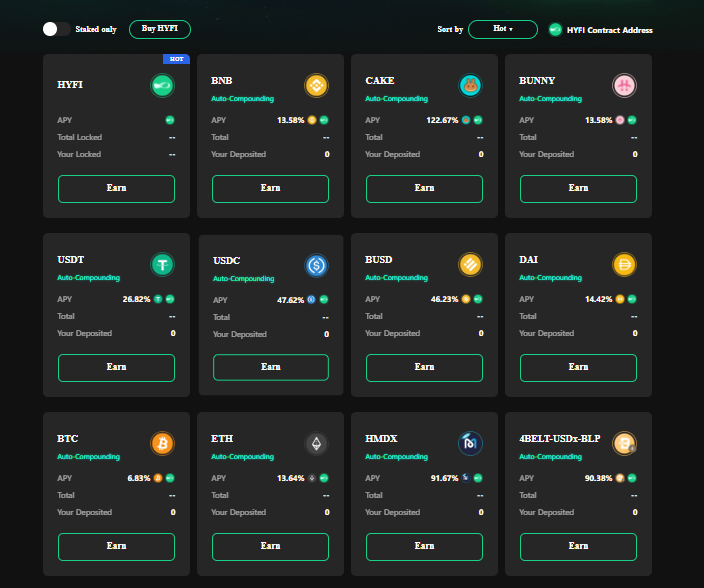 Staked only
Buy HYFI
Sort by
Hot
HYFI Contract Address
HOT
HYFI
APY
Total Locked --
Your Locked --
Earn
BNB
Auto-Compounding
APY 13.58%
Total --
Your Deposited 0
Earn
CAKE
Auto-Compounding
APY 122.67%
Total --
Your Deposited 0
Earn
BUNNY
Auto-Compounding
APY 13.58%
Total --
Your Deposited 0
Earn
USDT
Auto-Compounding
APY 26.82%
Total --
Your Deposited 0
Earn
USDC
Auto-Compounding
APY 47.62%
Total --
Your Deposited 0
Earn
BUSD
Auto-Compounding
APY 46.23%
Total --
Your Deposited 0
Earn
DAI
Auto-Compounding
APY 14.42%
Total --
Your Deposited 0
Earn
BTC
Auto-Compounding
APY 6.83%
Total --
Your Deposited 0
Earn
ETH
Auto-Compounding
APY 13.64%
Total --
Your Deposited 0
Earn
HMDX
Auto-Compounding
APY 91.67%
Total --
Your Deposited 0
Earn
4BELT-USDx-BLP
Auto-Compounding
APY 90.38%
Total --
Your Deposited 0
Earn